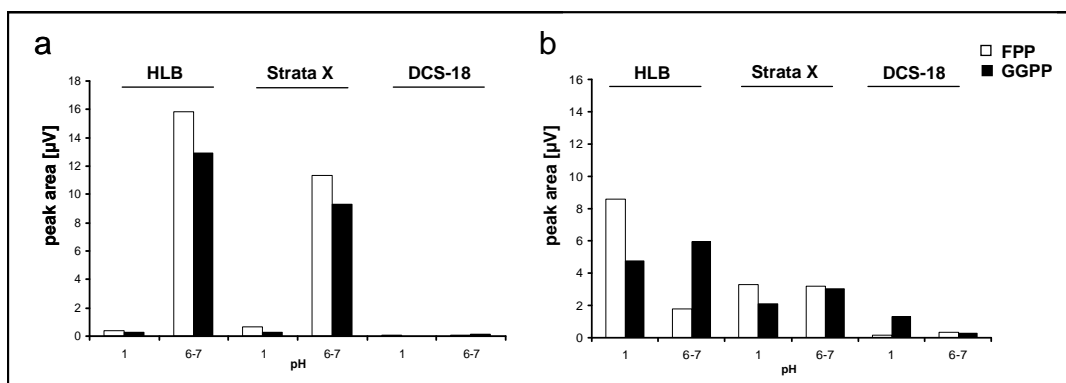 a
HLB Strata X DCS-18
peak area [µV]
18
16
14
12
10
8
6
4
2
0
1 6-7 1 6-7 1 6-7
pH
b
FPP
GGPP
HLB Strata X DCS-18
peak area [µV]
16
14
12
10
8
6
4
2
0
1 6-7 1 6-7 1 6-7
pH